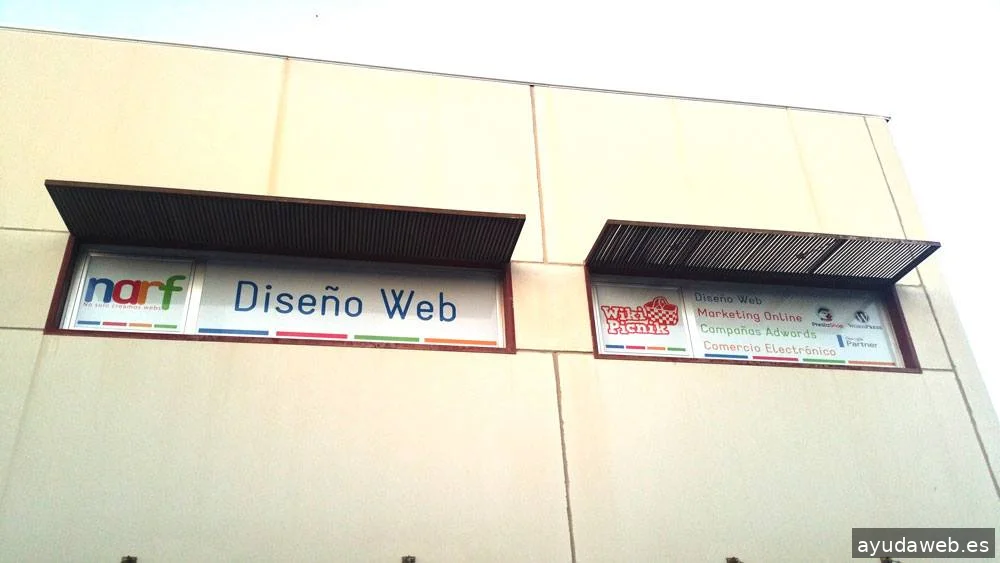 narf
No solo creamos webs
Diseño Web
Wiki
Picnik
Diseño Web
Marketing Online
Campañas Adwords
Comercio Electrónico
PrestaShop
WordPress
Google
Partner
ayudaweb.es